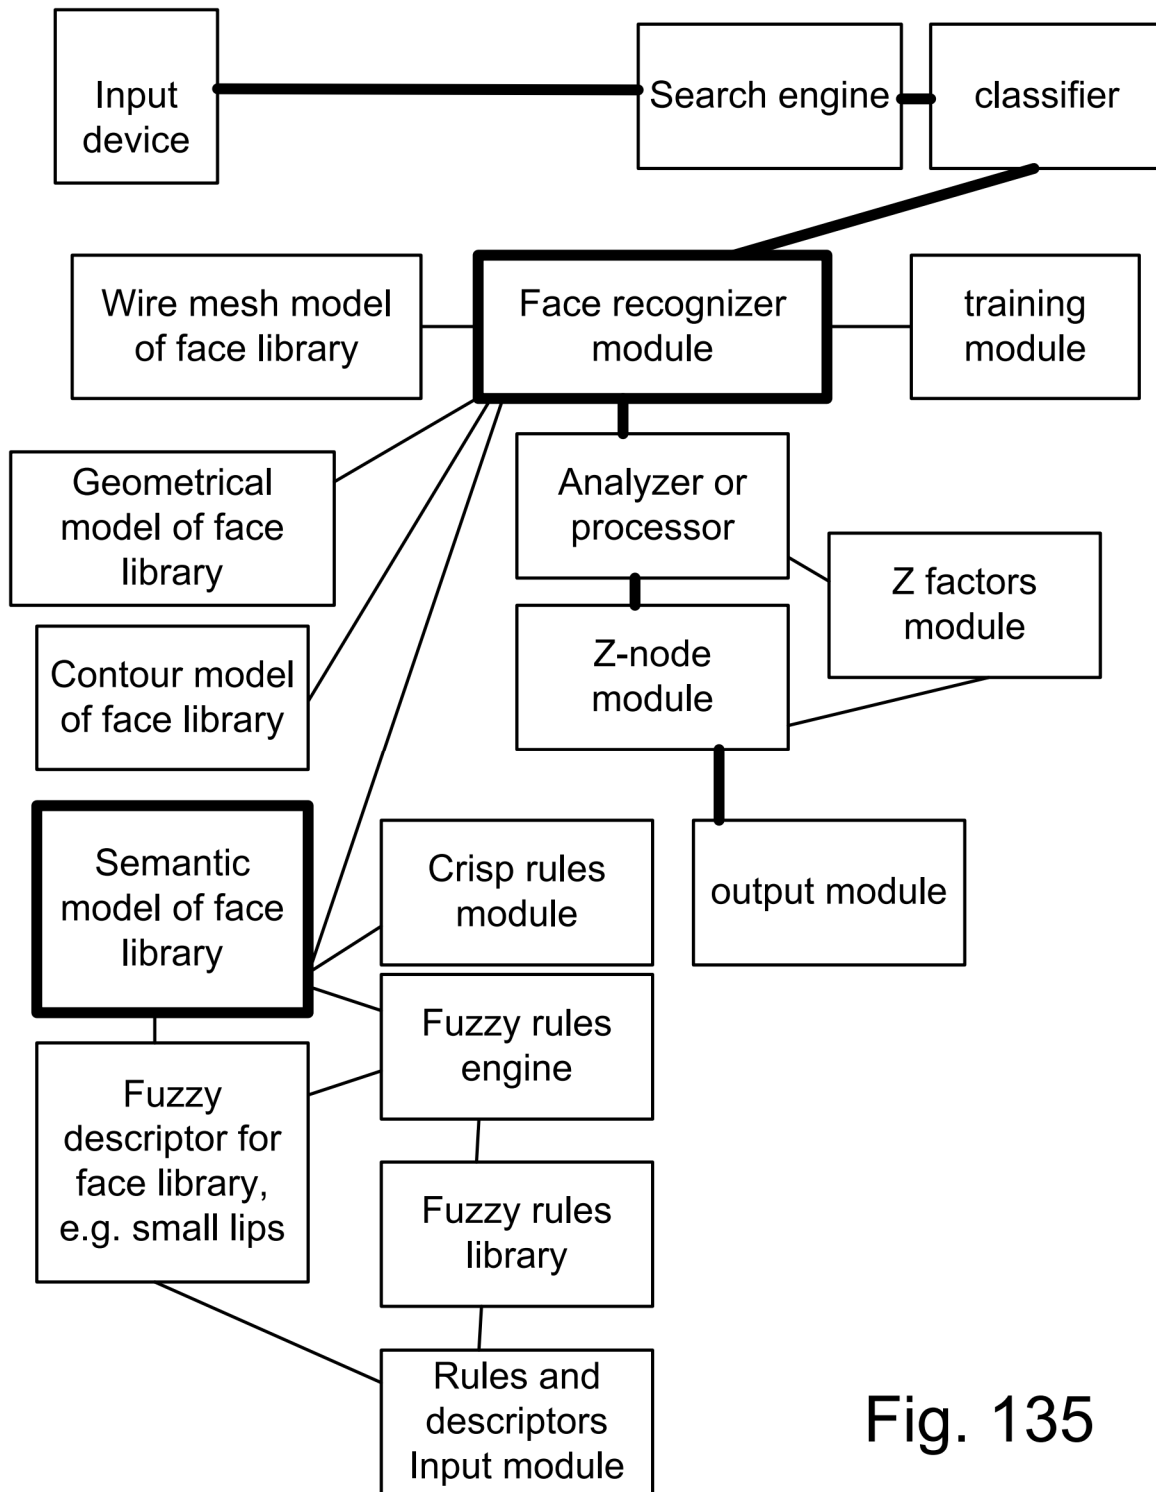 Input
device
Search engine
classifier
Wire mesh model
of face library
Face recognizer
module
training
module
Geometrical
model of face
library
Analyzer or
processor
Z factors
module
Contour model
of face library
Z-node
module
Semantic
model of face
library
Crisp rules
module
output module
Fuzzy rules
engine
Fuzzy
descriptor for
face library,
e.g. small lips
Fuzzy rules
library
Rules and
descriptors
Input module
Fig. 135